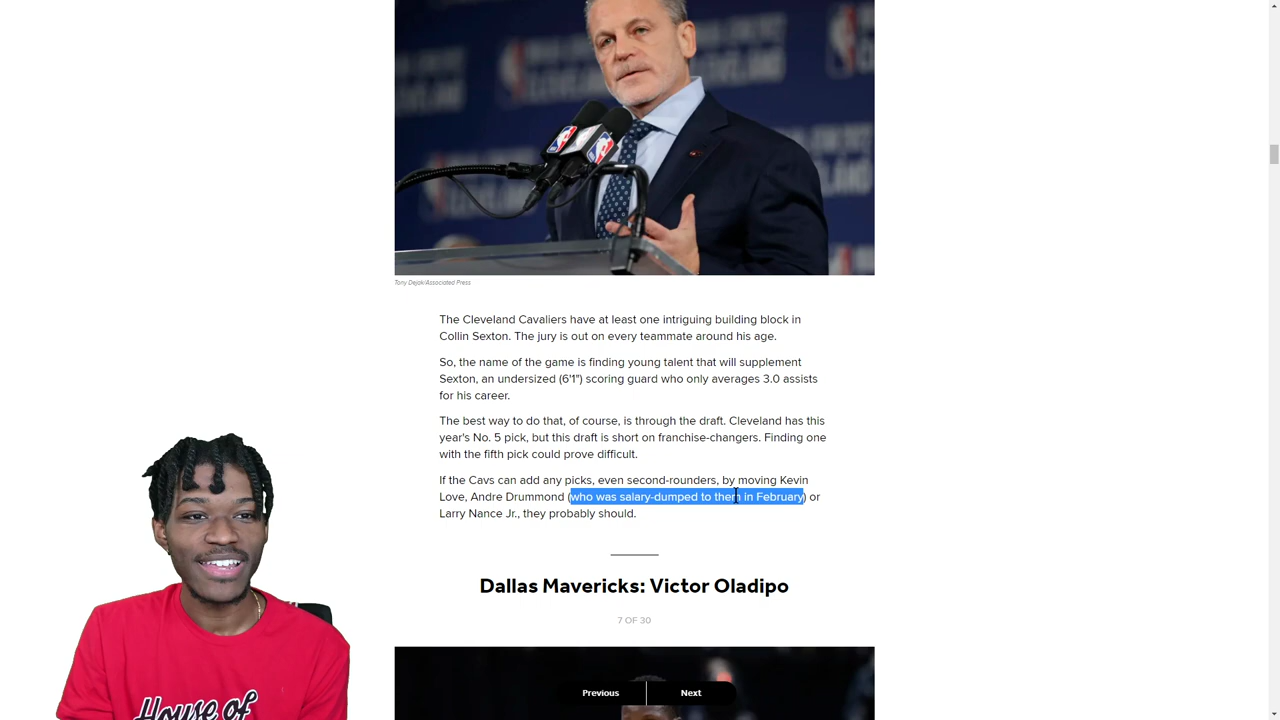 Tony Dejak/Associated Press
The Cleveland Cavaliers have at least one intriguing building block in
Collin Sexton. The jury is out on every teammate around his age.
So, the name of the game is finding young talent that will supplement
Sexton, an undersized (6'1") scoring guard who only averages 3.0 assists
for his career.
The best way to do that, of course, is through the draft. Cleveland has this
year's No. 5 pick, but this draft is short on franchise-changers. Finding one
with the fifth pick could prove difficult.
If the Cavs can add any picks, even second-rounders, by moving Kevin
Love, Andre Drummond (who was salary-dumped to them in February) or
Larry Nance Jr., they probably should.
Dallas Mavericks: Victor Oladipo
7 OF 30
Previous
Next
House of